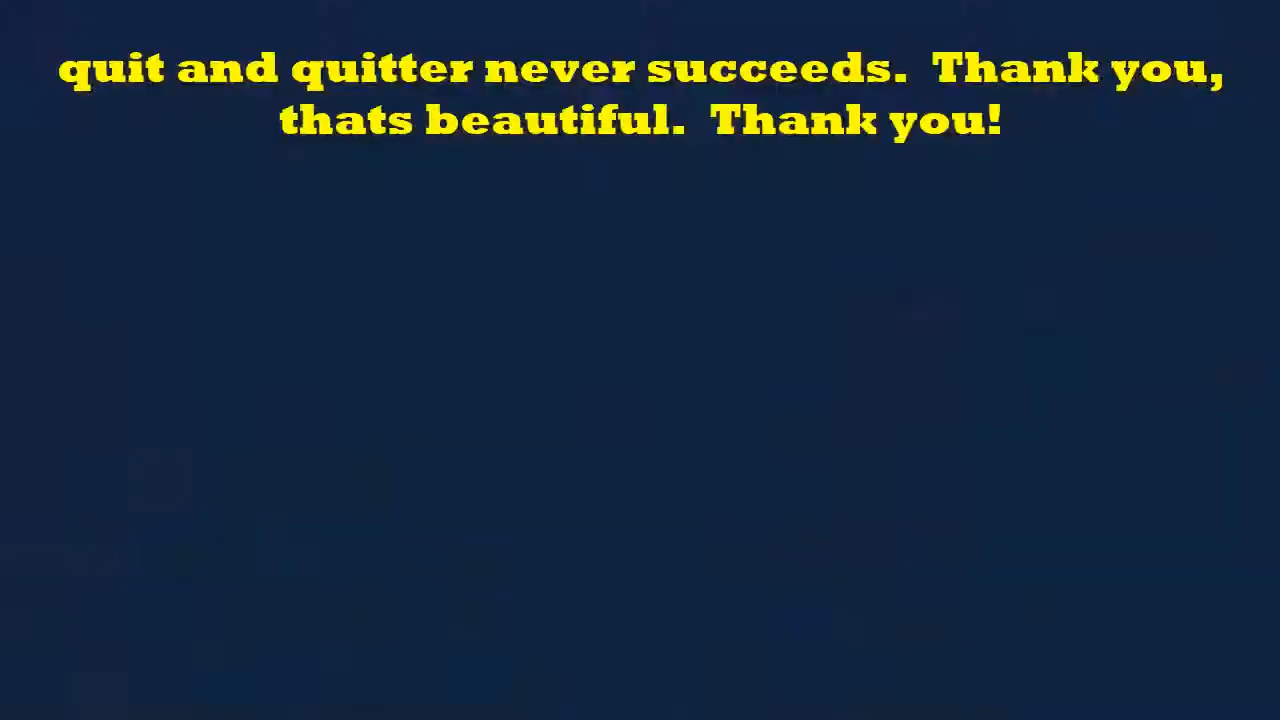 quit and quitter never succeeds.  Thank you,
thats beautiful.  Thank you!